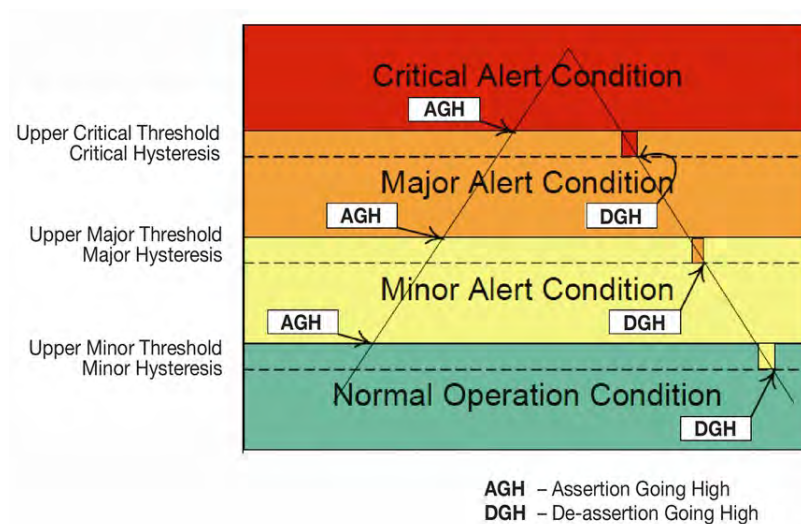 Critical Alert Condition
AGH
Upper Critical Threshold
Critical Hysteresis
Major Alert Condition
AGH
DGH
Upper Major Threshold
Major Hysteresis
Minor Alert Condition
AGH
DGH
Upper Minor Threshold
Minor Hysteresis
Normal Operation Condition
DGH
AGH – Assertion Going High
DGH – De-assertion Going High